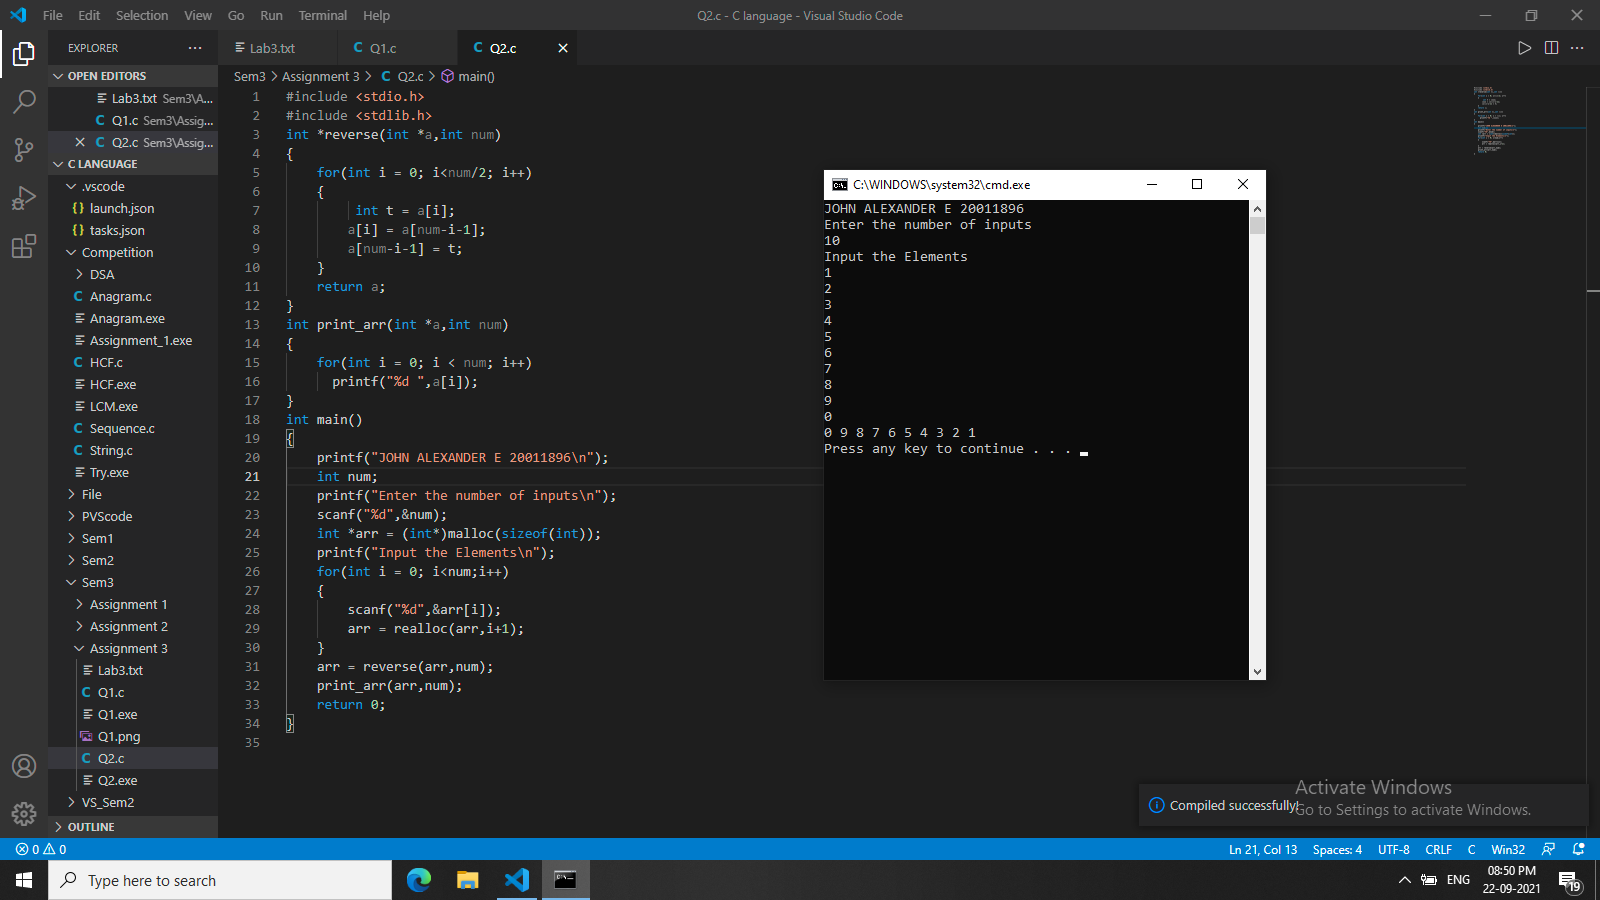 File Edit Selection View Go Run Terminal Help
Q2.c - C language - Visual Studio Code
EXPLORER
OPEN EDITORS
Lab3.txt Sem3\A...
Q1.c Sem3\Assig...
Q2.c Sem3\Assig...
C LANGUAGE
.vscode
launch.json
tasks.json
Competition
DSA
Anagram.c
Anagram.exe
Assignment_1.exe
HCF.c
HCF.exe
LCM.exe
Sequence.c
String.c
Try.exe
File
PVScode
Sem1
Sem2
Sem3
Assignment 1
Assignment 2
Assignment 3
Lab3.txt
Q1.c
Q1.exe
Q1.png
Q2.c
Q2.exe
VS_Sem2
OUTLINE
Lab3.txt Q1.c Q2.c
Sem3 > Assignment 3 > Q2.c > main()
1 #include <stdio.h>
2 #include <stdlib.h>
3 int *reverse(int *a,int num)
4 {
5 for(int i = 0; i<num/2; i++)
6 {
7 int t = a[i];
8 a[i] = a[num-i-1];
9 a[num-i-1] = t;
10 }
11 return a;
12 }
13 int print_arr(int *a,int num)
14 {
15 for(int i = 0; i < num; i++)
16 printf("%d ",a[i]);
17 }
18 int main()
19 {
20 printf("JOHN ALEXANDER E 20011896\n");
21 int num;
22 printf("Enter the number of inputs\n");
23 scanf("%d",&num);
24 int *arr = (int*)malloc(sizeof(int));
25 printf("Input the Elements\n");
26 for(int i = 0; i<num;i++)
27 {
28 scanf("%d",&arr[i]);
29 arr = realloc(arr,i+1);
30 }
31 arr = reverse(arr,num);
32 print_arr(arr,num);
33 return 0;
34 }
35
C:\WINDOWS\system32\cmd.exe
JOHN ALEXANDER E 20011896
Enter the number of inputs
10
Input the Elements
1
2
3
4
5
6
7
8
9
0
0 9 8 7 6 5 4 3 2 1
Press any key to continue . . .
Activate Windows
Compiled successfully!
Go to Settings to activate Windows.
0 0
Ln 21, Col 13 Spaces: 4 UTF-8 CRLF C Win32
Type here to search
ENG
08:50 PM
22-09-2021
19